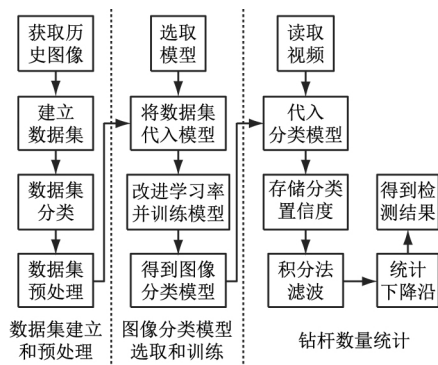 获取历
史图像
建立
数据集
数据集
分类
数据集
预处理
数据集建立
和预处理
选取
模型
将数据集
代入模型
改进学习率
并训练模型
得到图像
分类模型
图像分类模型
选取和训练
读取
视频
代入
分类模型
存储分类
置信度
积分法
滤波
统计
下降沿
得到检
测结果
钻杆数量统计